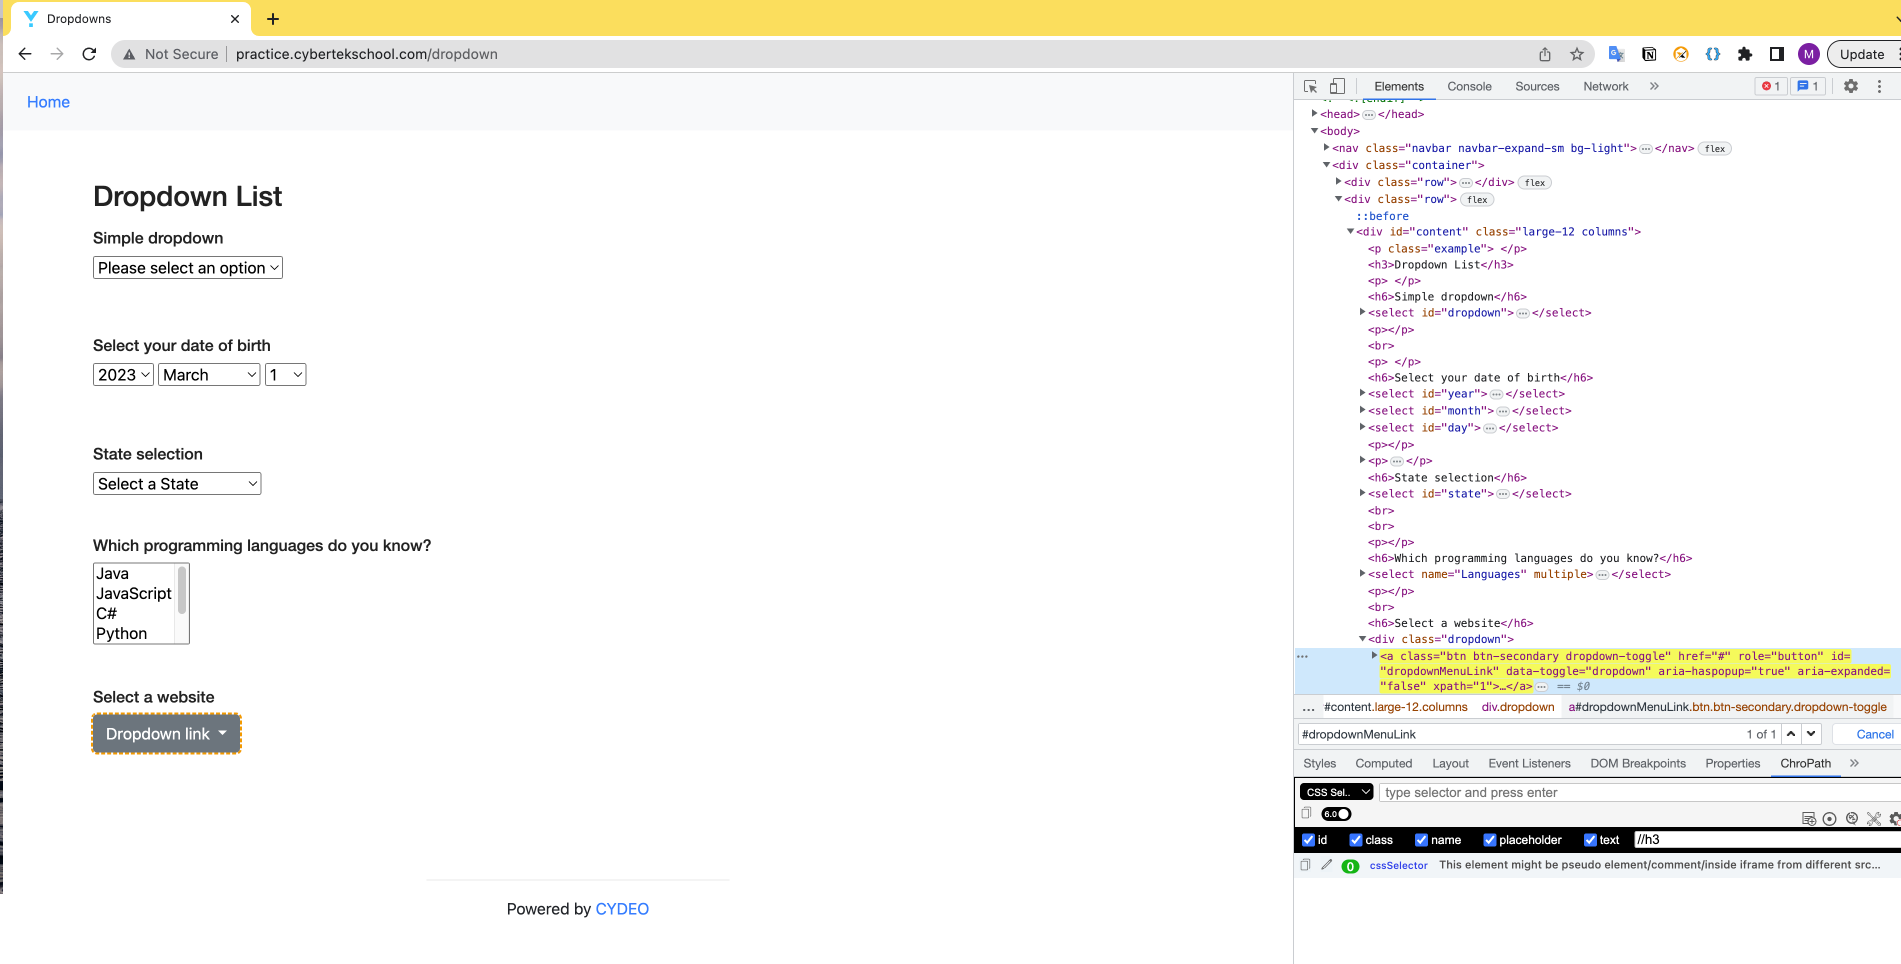 Dropdowns
Not Secure practice.cybertekschool.com/dropdown
M Update
Home
Dropdown List
Simple dropdown
Please select an option
Select your date of birth
2023 March 1
State selection
Select a State
Which programming languages do you know?
Java
JavaScript
C#
Python
Select a website
Dropdown link
Powered by CYDEO
Elements Console Sources Network » 1 1
<head>…</head>
<body>
<nav class="navbar navbar-expand-sm bg-light">…</nav> flex
<div class="container">
<div class="row">…</div> flex
<div class="row"> flex
::before
<div id="content" class="large-12 columns">
<p class="example"> </p>
<h3>Dropdown List</h3>
<p> </p>
<h6>Simple dropdown</h6>
<select id="dropdown">…</select>
<p></p>
<br>
<p> </p>
<h6>Select your date of birth</h6>
<select id="year">…</select>
<select id="month">…</select>
<select id="day">…</select>
<p></p>
<p>…</p>
<h6>State selection</h6>
<select id="state">…</select>
<br>
<br>
<p></p>
<h6>Which programming languages do you know?</h6>
<select name="Languages" multiple>…</select>
<p></p>
<br>
<h6>Select a website</h6>
<div class="dropdown">
… <a class="btn btn-secondary dropdown-toggle" href="#" role="button" id=
"dropdownMenuLink" data-toggle="dropdown" aria-haspopup="true" aria-expanded=
"false" xpath="1">…</a> … == $0
… #content.large-12.columns div.dropdown a#dropdownMenuLink.btn.btn-secondary.dropdown-toggle
#dropdownMenuLink 1 of 1 Cancel
Styles Computed Layout Event Listeners DOM Breakpoints Properties ChroPath »
CSS Sel.. type selector and press enter
6.0
id class name placeholder text //h3
0 cssSelector This element might be pseudo element/comment/inside iframe from different src...